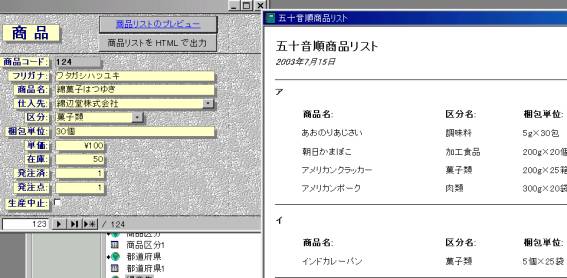 商品
商品リストのプレビュー
商品リストを HTML で出力
商品コード: 124
フリガナ: ワタガシハツユキ
商品名: 綿菓子はつゆき
仕入先: 綿辺堂株式会社
区分: 菓子類
梱包単位: 30個
単価: ¥100
在庫: 50
発注済: 1
発注点: 1
生産中止:
123 / 124
商品区分
商品区分1
都道府県
都道府県1
五十音順商品リスト
五十音順商品リスト
2003年7月15日
ア
商品名: 区分名: 梱包単位:
あおのりあじさい 調味料 5g×30包
朝日かまぼこ 加工食品 200g×20個
アメリカンクラッカー 菓子類 200g×25箱
アメリカンポーク 肉類 300g×20袋
イ
商品名: 区分名: 梱包単位:
インドカレーパン 菓子類 5個×25袋